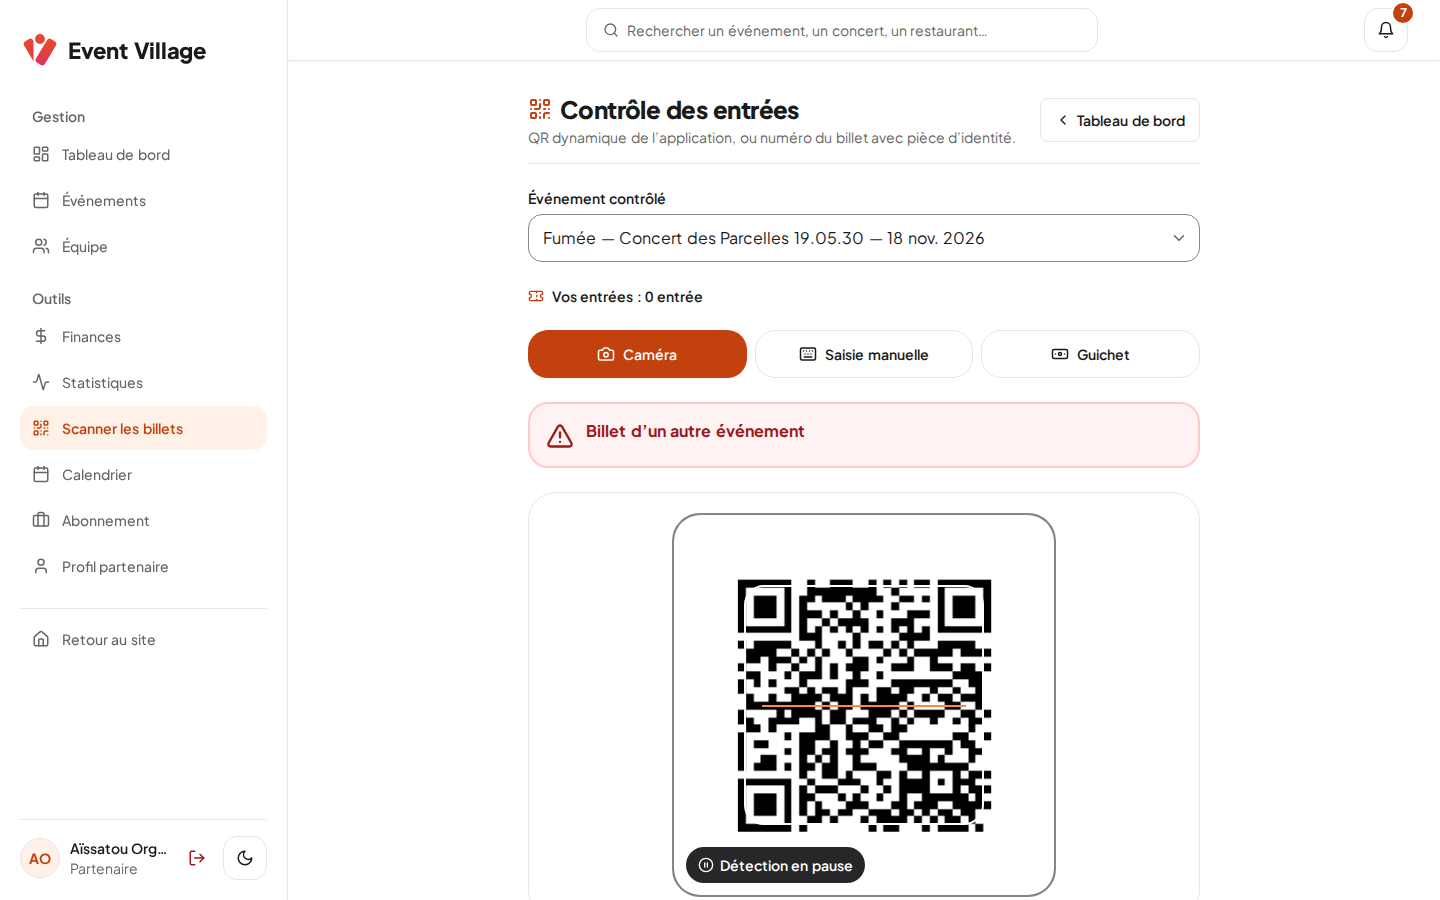 Event Village
Rechercher un événement, un concert, un restaurant...
7
Gestion
Tableau de bord
Événements
Équipe
Outils
Finances
Statistiques
Scanner les billets
Calendrier
Abonnement
Profil partenaire
Retour au site
AO
Aïssatou Org...
Partenaire
Contrôle des entrées
QR dynamique de l’application, ou numéro du billet avec pièce d’identité.
Tableau de bord
Événement contrôlé
Fumée — Concert des Parcelles 19.05.30 — 18 nov. 2026
Vos entrées : 0 entrée
Caméra
Saisie manuelle
Guichet
Billet d’un autre événement
Détection en pause